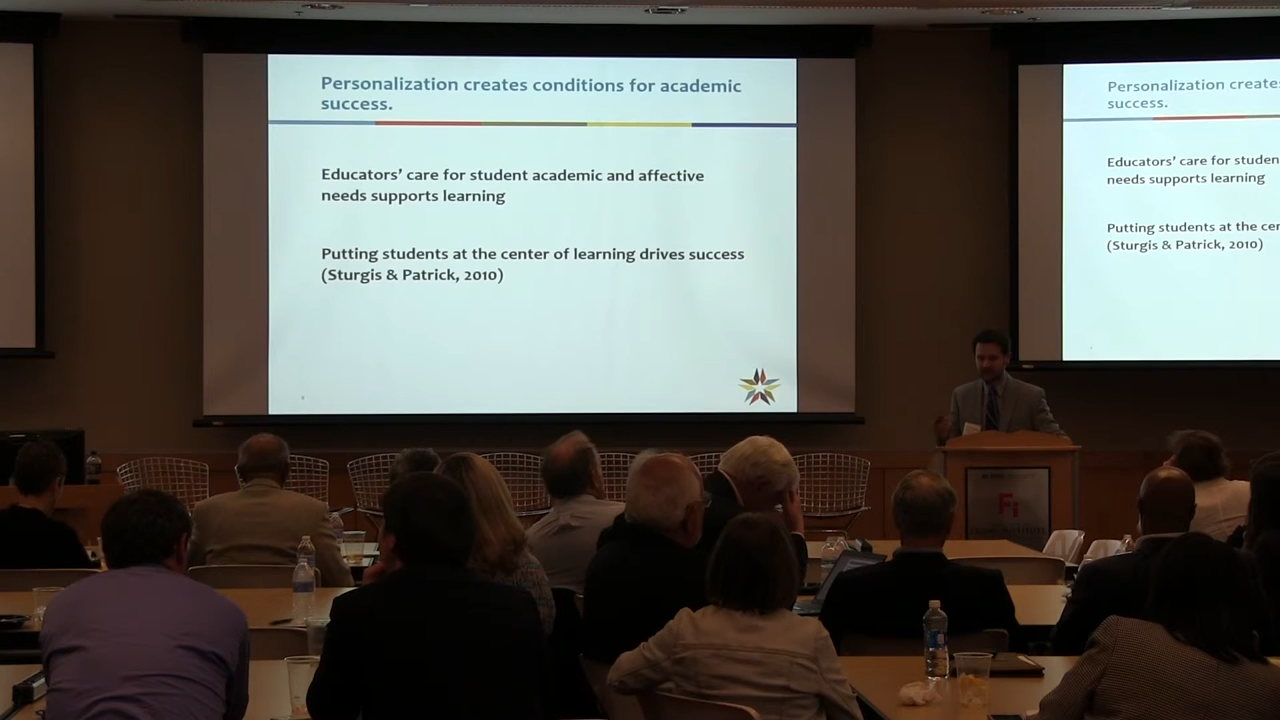 Personalization creates conditions for academic
success.
Educators’ care for student academic and affective
needs supports learning
Putting students at the center of learning drives success
(Sturgis & Patrick, 2010)
Personalization create
success.
Educators’ care for studen
needs supports learning
Putting students at the cen
(Sturgis & Patrick, 2010)